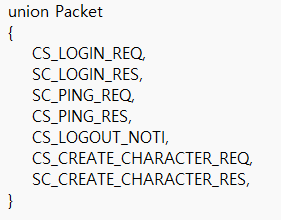 union Packet
{
CS_LOGIN_REQ,
SC_LOGIN_RES,
SC_PING_REQ,
CS_PING_RES,
CS_LOGOUT_NOTI,
CS_CREATE_CHARACTER_REQ,
SC_CREATE_CHARACTER_RES,
}